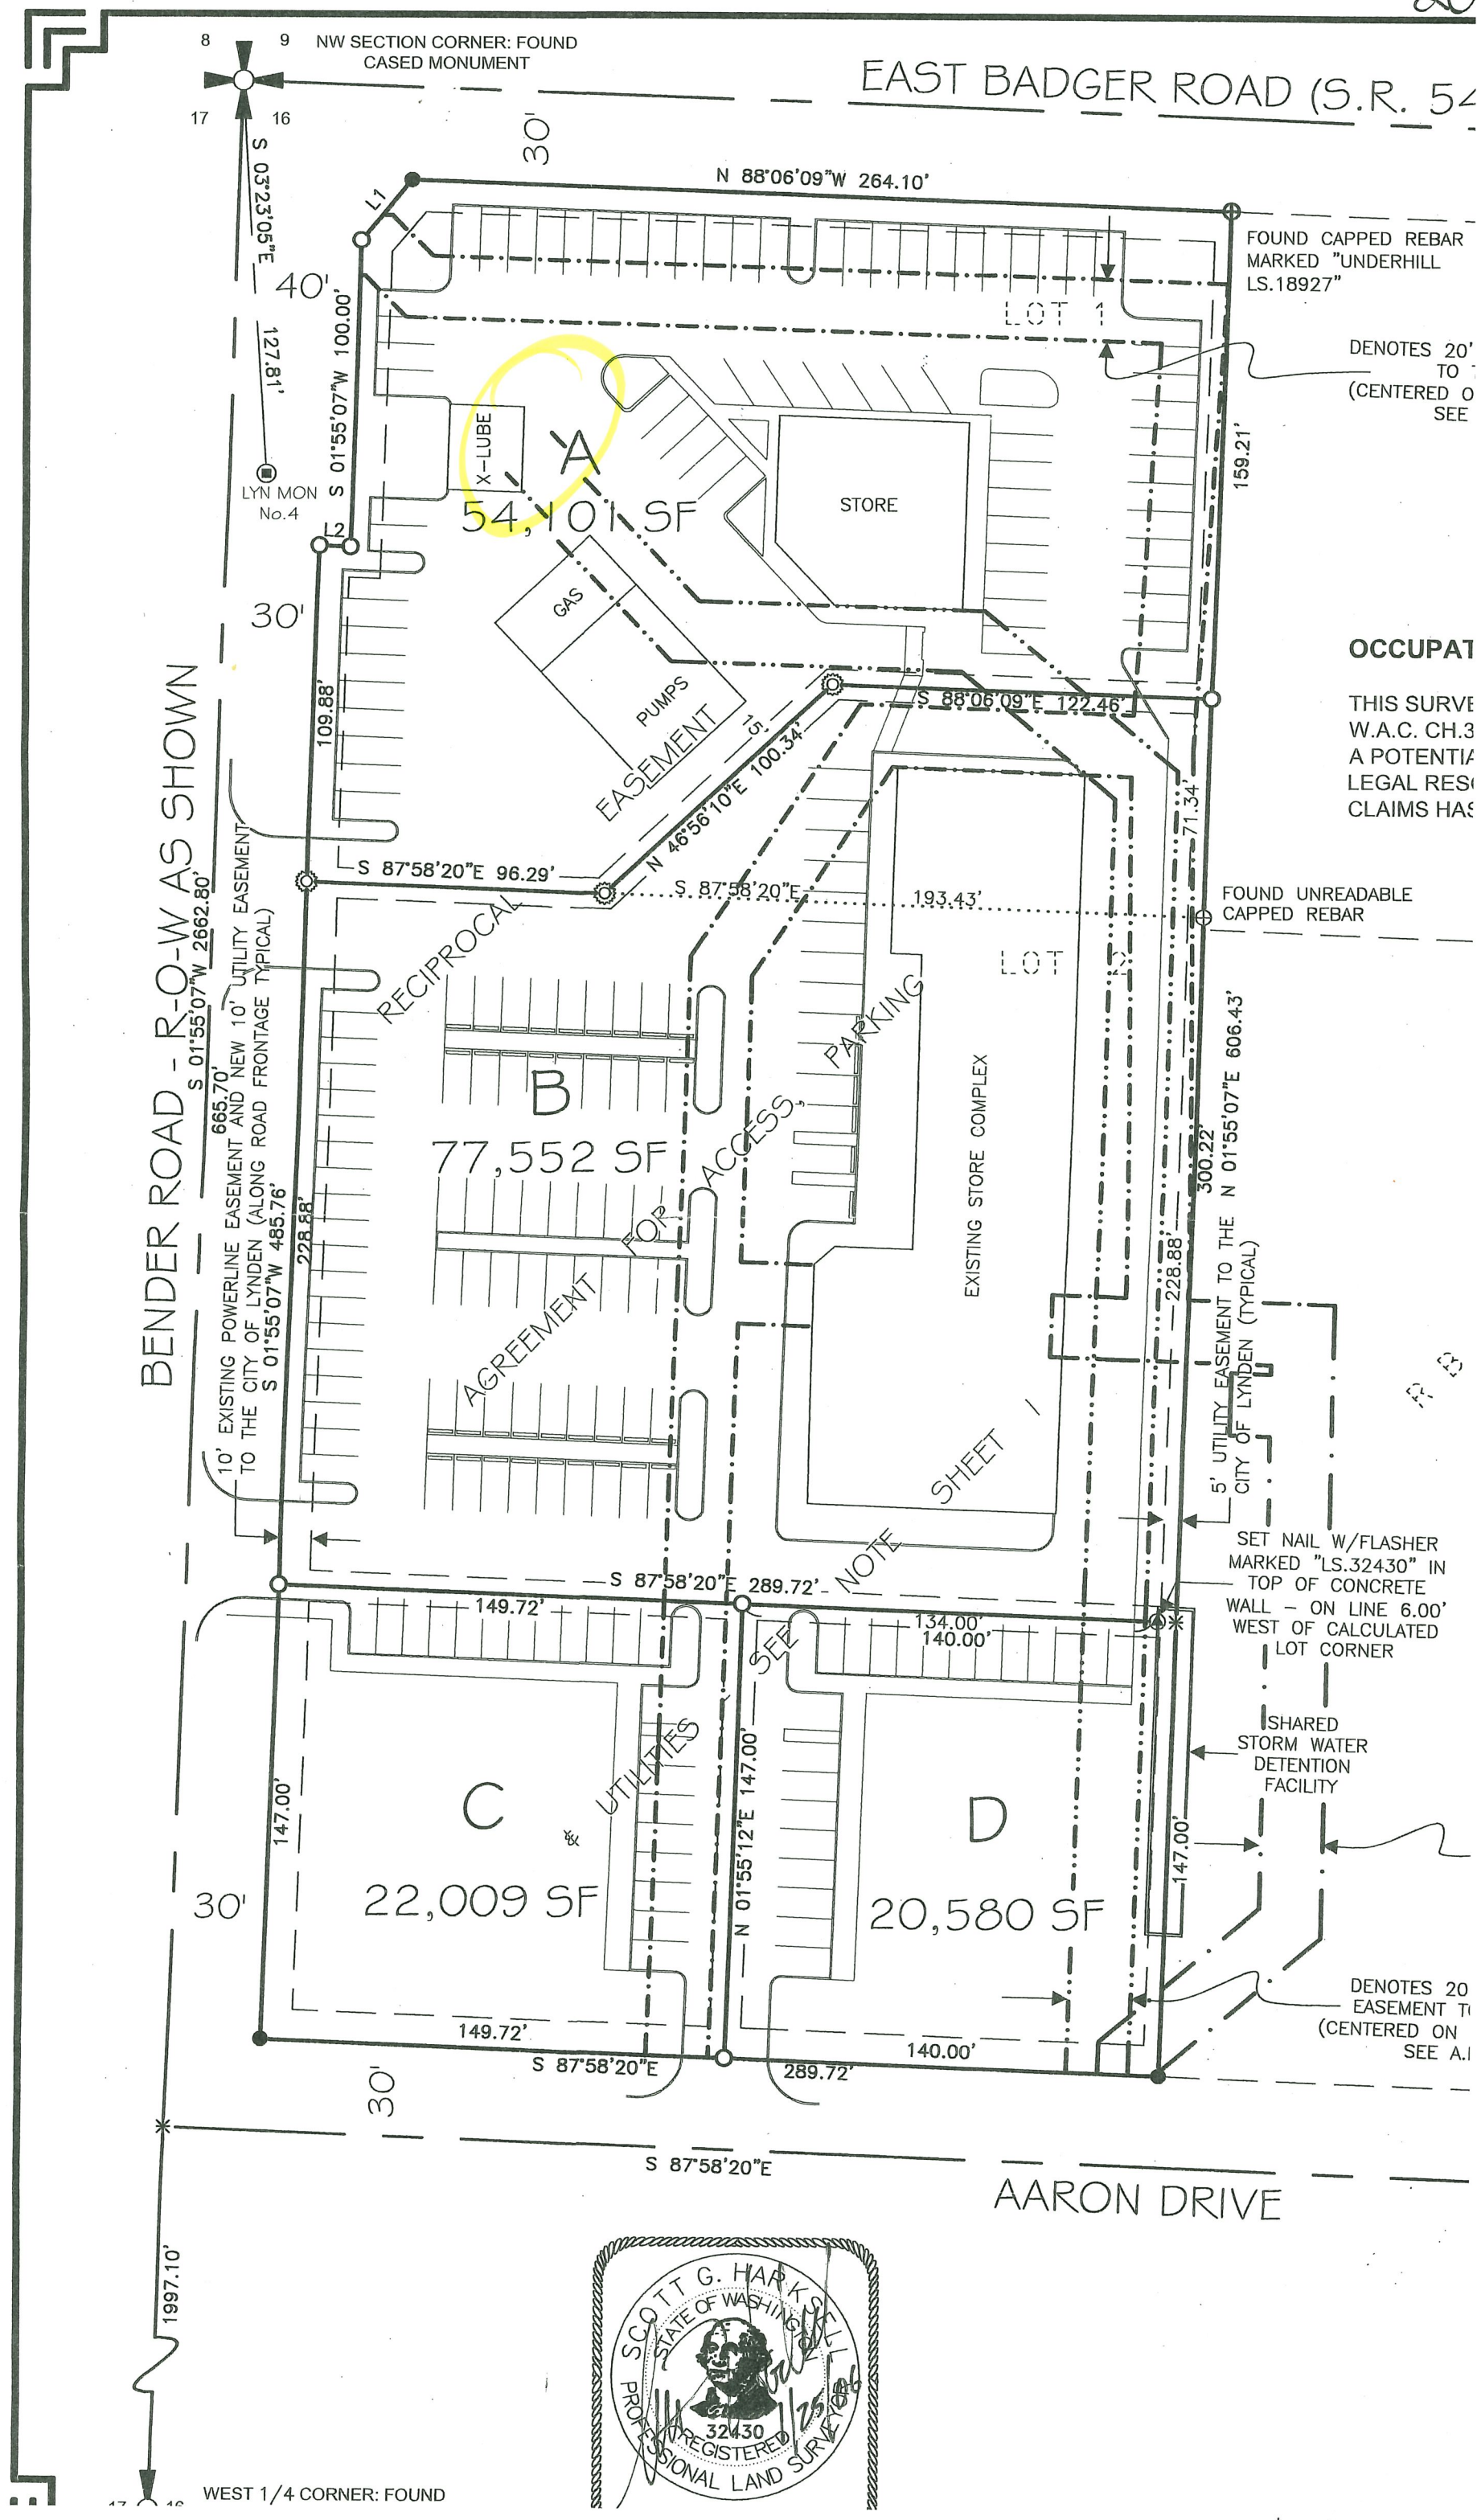 8 9
17 16
NW SECTION CORNER: FOUND
CASED MONUMENT
EAST BADGER ROAD (S.R. 54
30'
S 03°23'05"E 127.81'
L1
N 88°06'09"W 264.10'
FOUND CAPPED REBAR
MARKED "UNDERHILL
LS.18927"
40'
S 01°55'07"W 100.00'
LOT 1
DENOTES 20'
TO
(CENTERED O
SEE
X-LUBE
A
54,101 SF
STORE
159.21'
LYN MON
No.4
L2
30'
GAS
PUMPS
109.88'
OCCUPAT
THIS SURVE
W.A.C. CH.3
A POTENTIA
LEGAL RES
CLAIMS HAS
S 88°06'09"E 122.46'
15'
EASEMENT
N 46°56'10"E 100.34'
71.34'
S 87°58'20"E 96.29'
S 87°58'20"E
193.43'
FOUND UNREADABLE
CAPPED REBAR
BENDER ROAD - R-O-W AS SHOWN
S 01°55'07"W 2662.80'
665.70'
10' EXISTING POWERLINE EASEMENT AND NEW 10' UTILITY EASEMENT
TO THE CITY OF LYNDEN (ALONG ROAD FRONTAGE TYPICAL)
S 01°55'07"W 485.76'
228.88'
RECIPROCAL
LOT 2
PARKING
B
77,552 SF
ACCESS,
FOR
AGREEMENT
EXISTING STORE COMPLEX
N 01°55'07"E 606.43'
300.22'
228.88'
5' UTILITY EASEMENT TO THE
CITY OF LYNDEN (TYPICAL)
SHEET 1
NOTE
SET NAIL W/FLASHER
MARKED "LS.32430" IN
TOP OF CONCRETE
WALL - ON LINE 6.00'
WEST OF CALCULATED
LOT CORNER
S 87°58'20"E 289.72'
149.72'
134.00'
140.00'
SEE
SHARED
STORM WATER
DETENTION
FACILITY
UTILITIES
&
147.00'
C
22,009 SF
N 01°55'12"E 147.00'
D
20,580 SF
147.00'
30'
DENOTES 20
EASEMENT T
(CENTERED ON
SEE A.
149.72'
S 87°58'20"E
140.00'
289.72'
30'
S 87°58'20"E
AARON DRIVE
1997.10'
SCOTT G. HARKSELL
STATE OF WASHINGTON
32430
REGISTERED
PROFESSIONAL LAND SURVEYOR
WEST 1/4 CORNER: FOUND
17 16